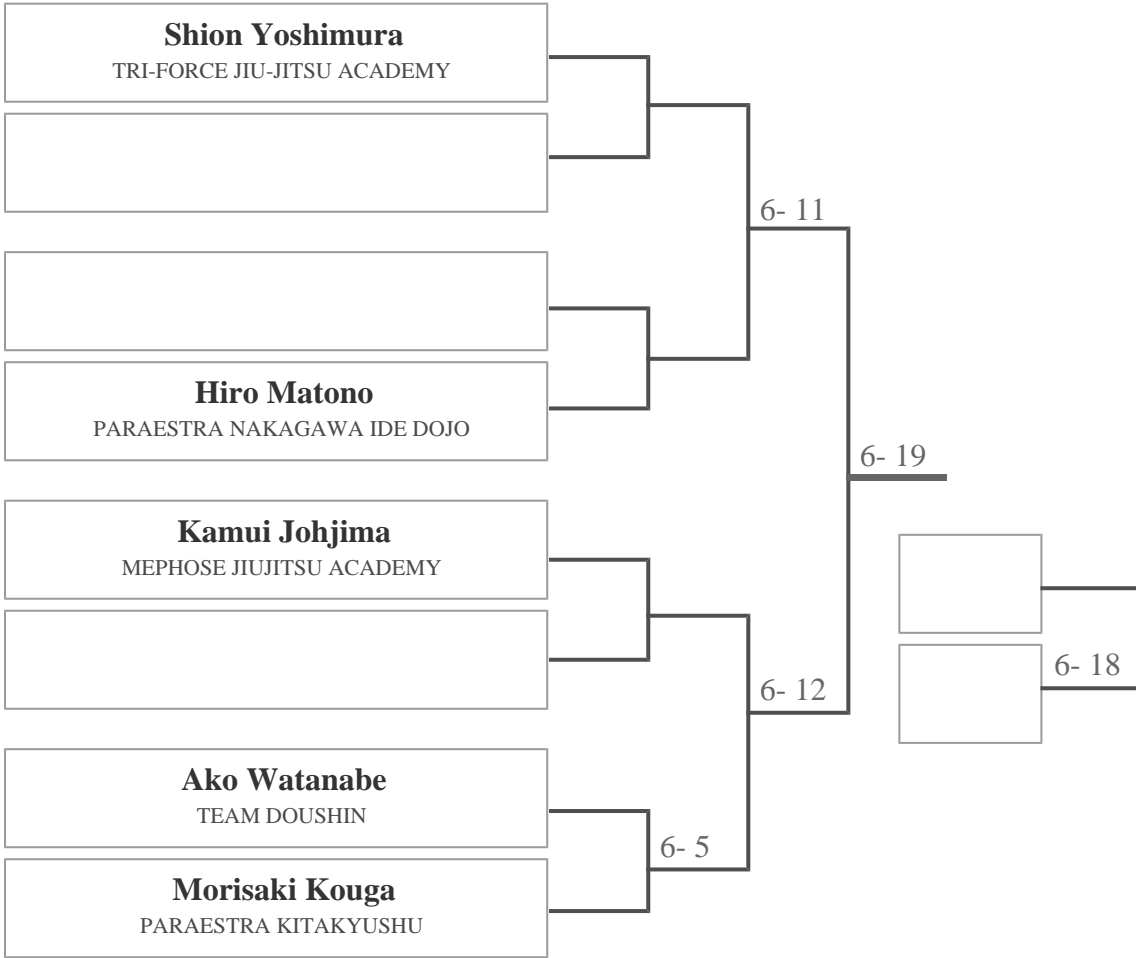 Shion Yoshimura
TRI-FORCE JIU-JITSU ACADEMY
6- 11
Hiro Matono
PARAESTRA NAKAGAWA IDE DOJO
6- 19
Kamui Johjima
MEPHOSE JIUJITSU ACADEMY
6- 18
6- 12
Ako Watanabe
TEAM DOUSHIN
6- 5
Morisaki Kouga
PARAESTRA KITAKYUSHU